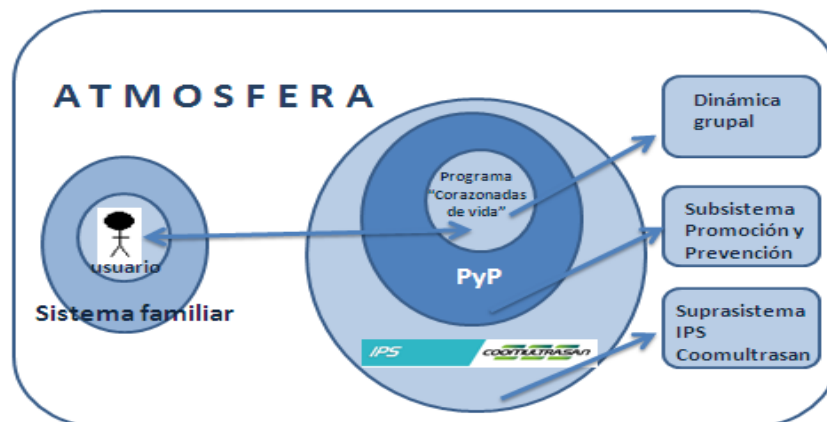 ATMOSFERA
usuario
Sistema familiar
Programa
“Corazonadas
de vida”
PyP
IPS
COOMULTRASAN
Dinámica
grupal
Subsistema
Promoción y
Prevención
Suprasistema
IPS
Coomultrasan